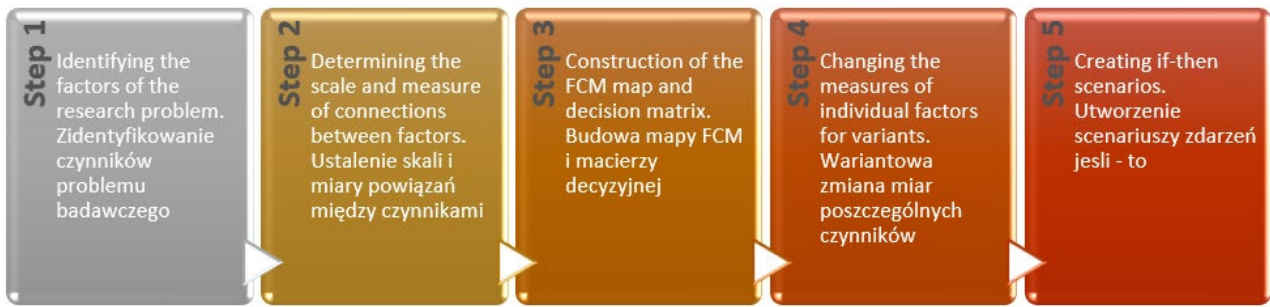 Step 1
Identifying the
factors of the
research problem.
Zidentyfikowanie
czynników
problemu
badawczego
Step 2
Determining the
scale and measure
of connections
between factors.
Ustalenie skali i
miary powiązań
między czynnikami
Step 3
Construction of the
FCM map and
decision matrix.
Budowa mapy FCM
i macierzy
decyzyjnej
Step 4
Changing the
measures of
individual factors
for variants.
Wariantowa
zmiana miar
poszczególnych
czynników
Step 5
Creating if-then
scenarios.
Utworzenie
scenariuszy zdarzeń
jesli - to